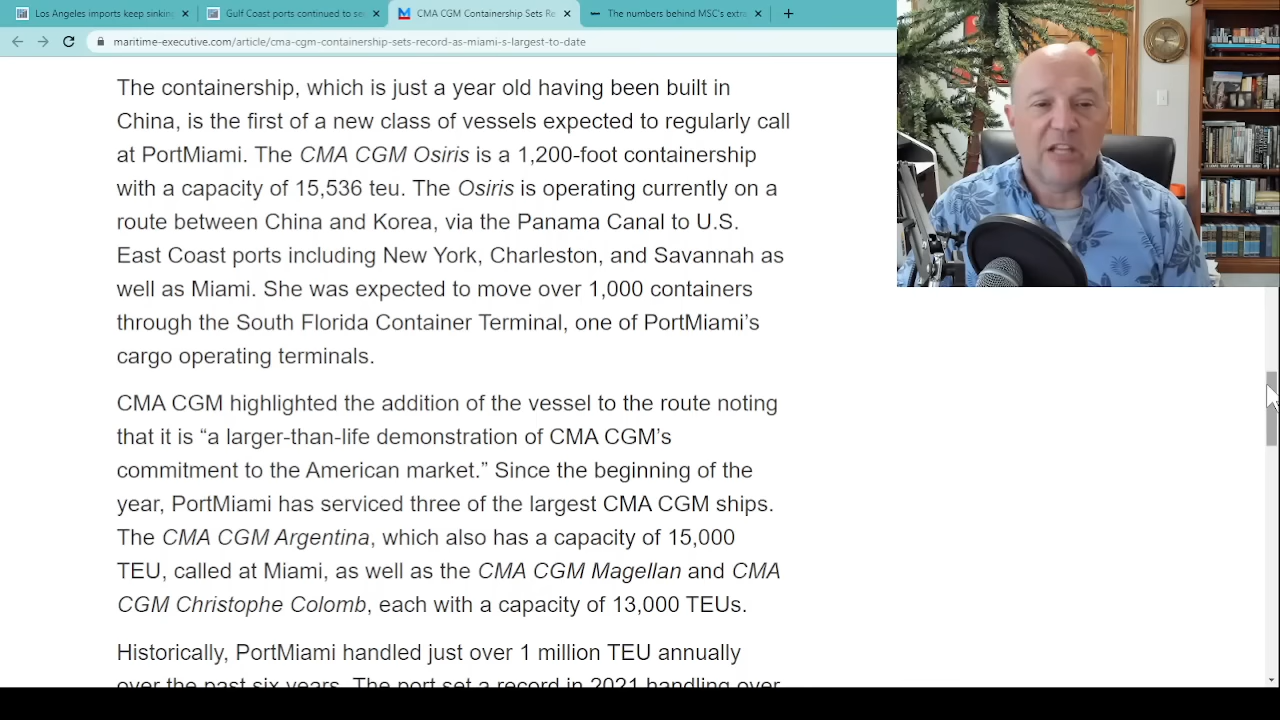 Los Angeles imports keep sinking
Gulf Coast ports continued to se
CMA CGM Containership Sets Re
The numbers behind MSC's extra
maritime-executive.com/article/cma-cgm-containership-sets-record-as-miami-s-largest-to-date
The containership, which is just a year old having been built in
China, is the first of a new class of vessels expected to regularly call
at PortMiami. The CMA CGM Osiris is a 1,200-foot containership
with a capacity of 15,536 teu. The Osiris is operating currently on a
route between China and Korea, via the Panama Canal to U.S.
East Coast ports including New York, Charleston, and Savannah as
well as Miami. She was expected to move over 1,000 containers
through the South Florida Container Terminal, one of PortMiami’s
cargo operating terminals.
CMA CGM highlighted the addition of the vessel to the route noting
that it is “a larger-than-life demonstration of CMA CGM’s
commitment to the American market.” Since the beginning of the
year, PortMiami has serviced three of the largest CMA CGM ships.
The CMA CGM Argentina, which also has a capacity of 15,000
TEU, called at Miami, as well as the CMA CGM Magellan and CMA
CGM Christophe Colomb, each with a capacity of 13,000 TEUs.
Historically, PortMiami handled just over 1 million TEU annually
over the past six years. The port set a record in 2021 handling over